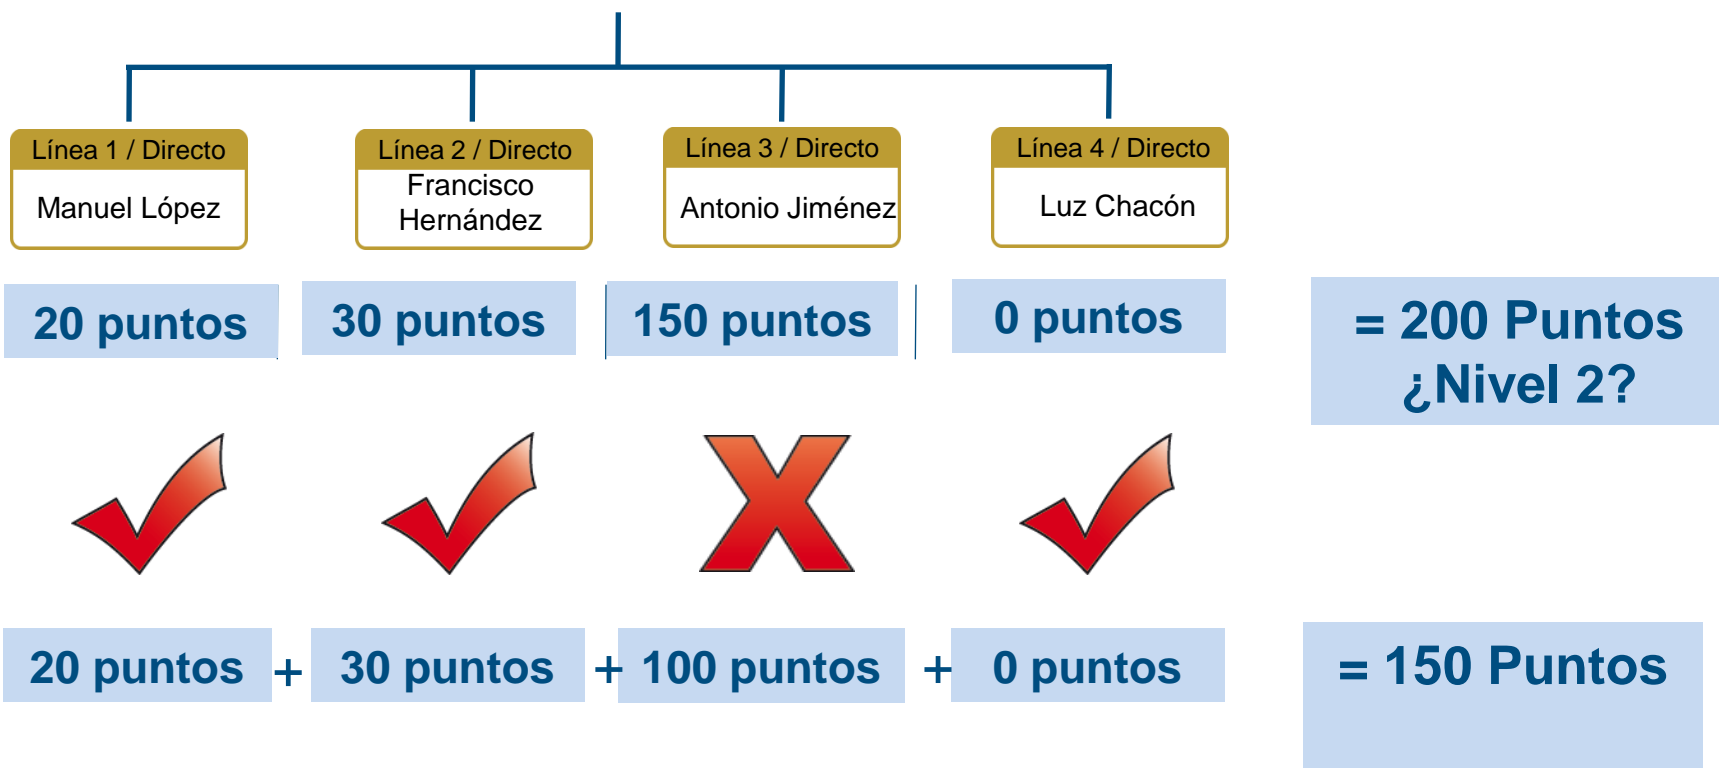 Línea 1 / Directo
Manuel López
Línea 2 / Directo
Francisco
Hernández
Línea 3 / Directo
Antonio Jiménez
Línea 4 / Directo
Luz Chacón
20 puntos
30 puntos
150 puntos
0 puntos
= 200 Puntos
¿Nivel 2?
20 puntos + 30 puntos + 100 puntos + 0 puntos
= 150 Puntos